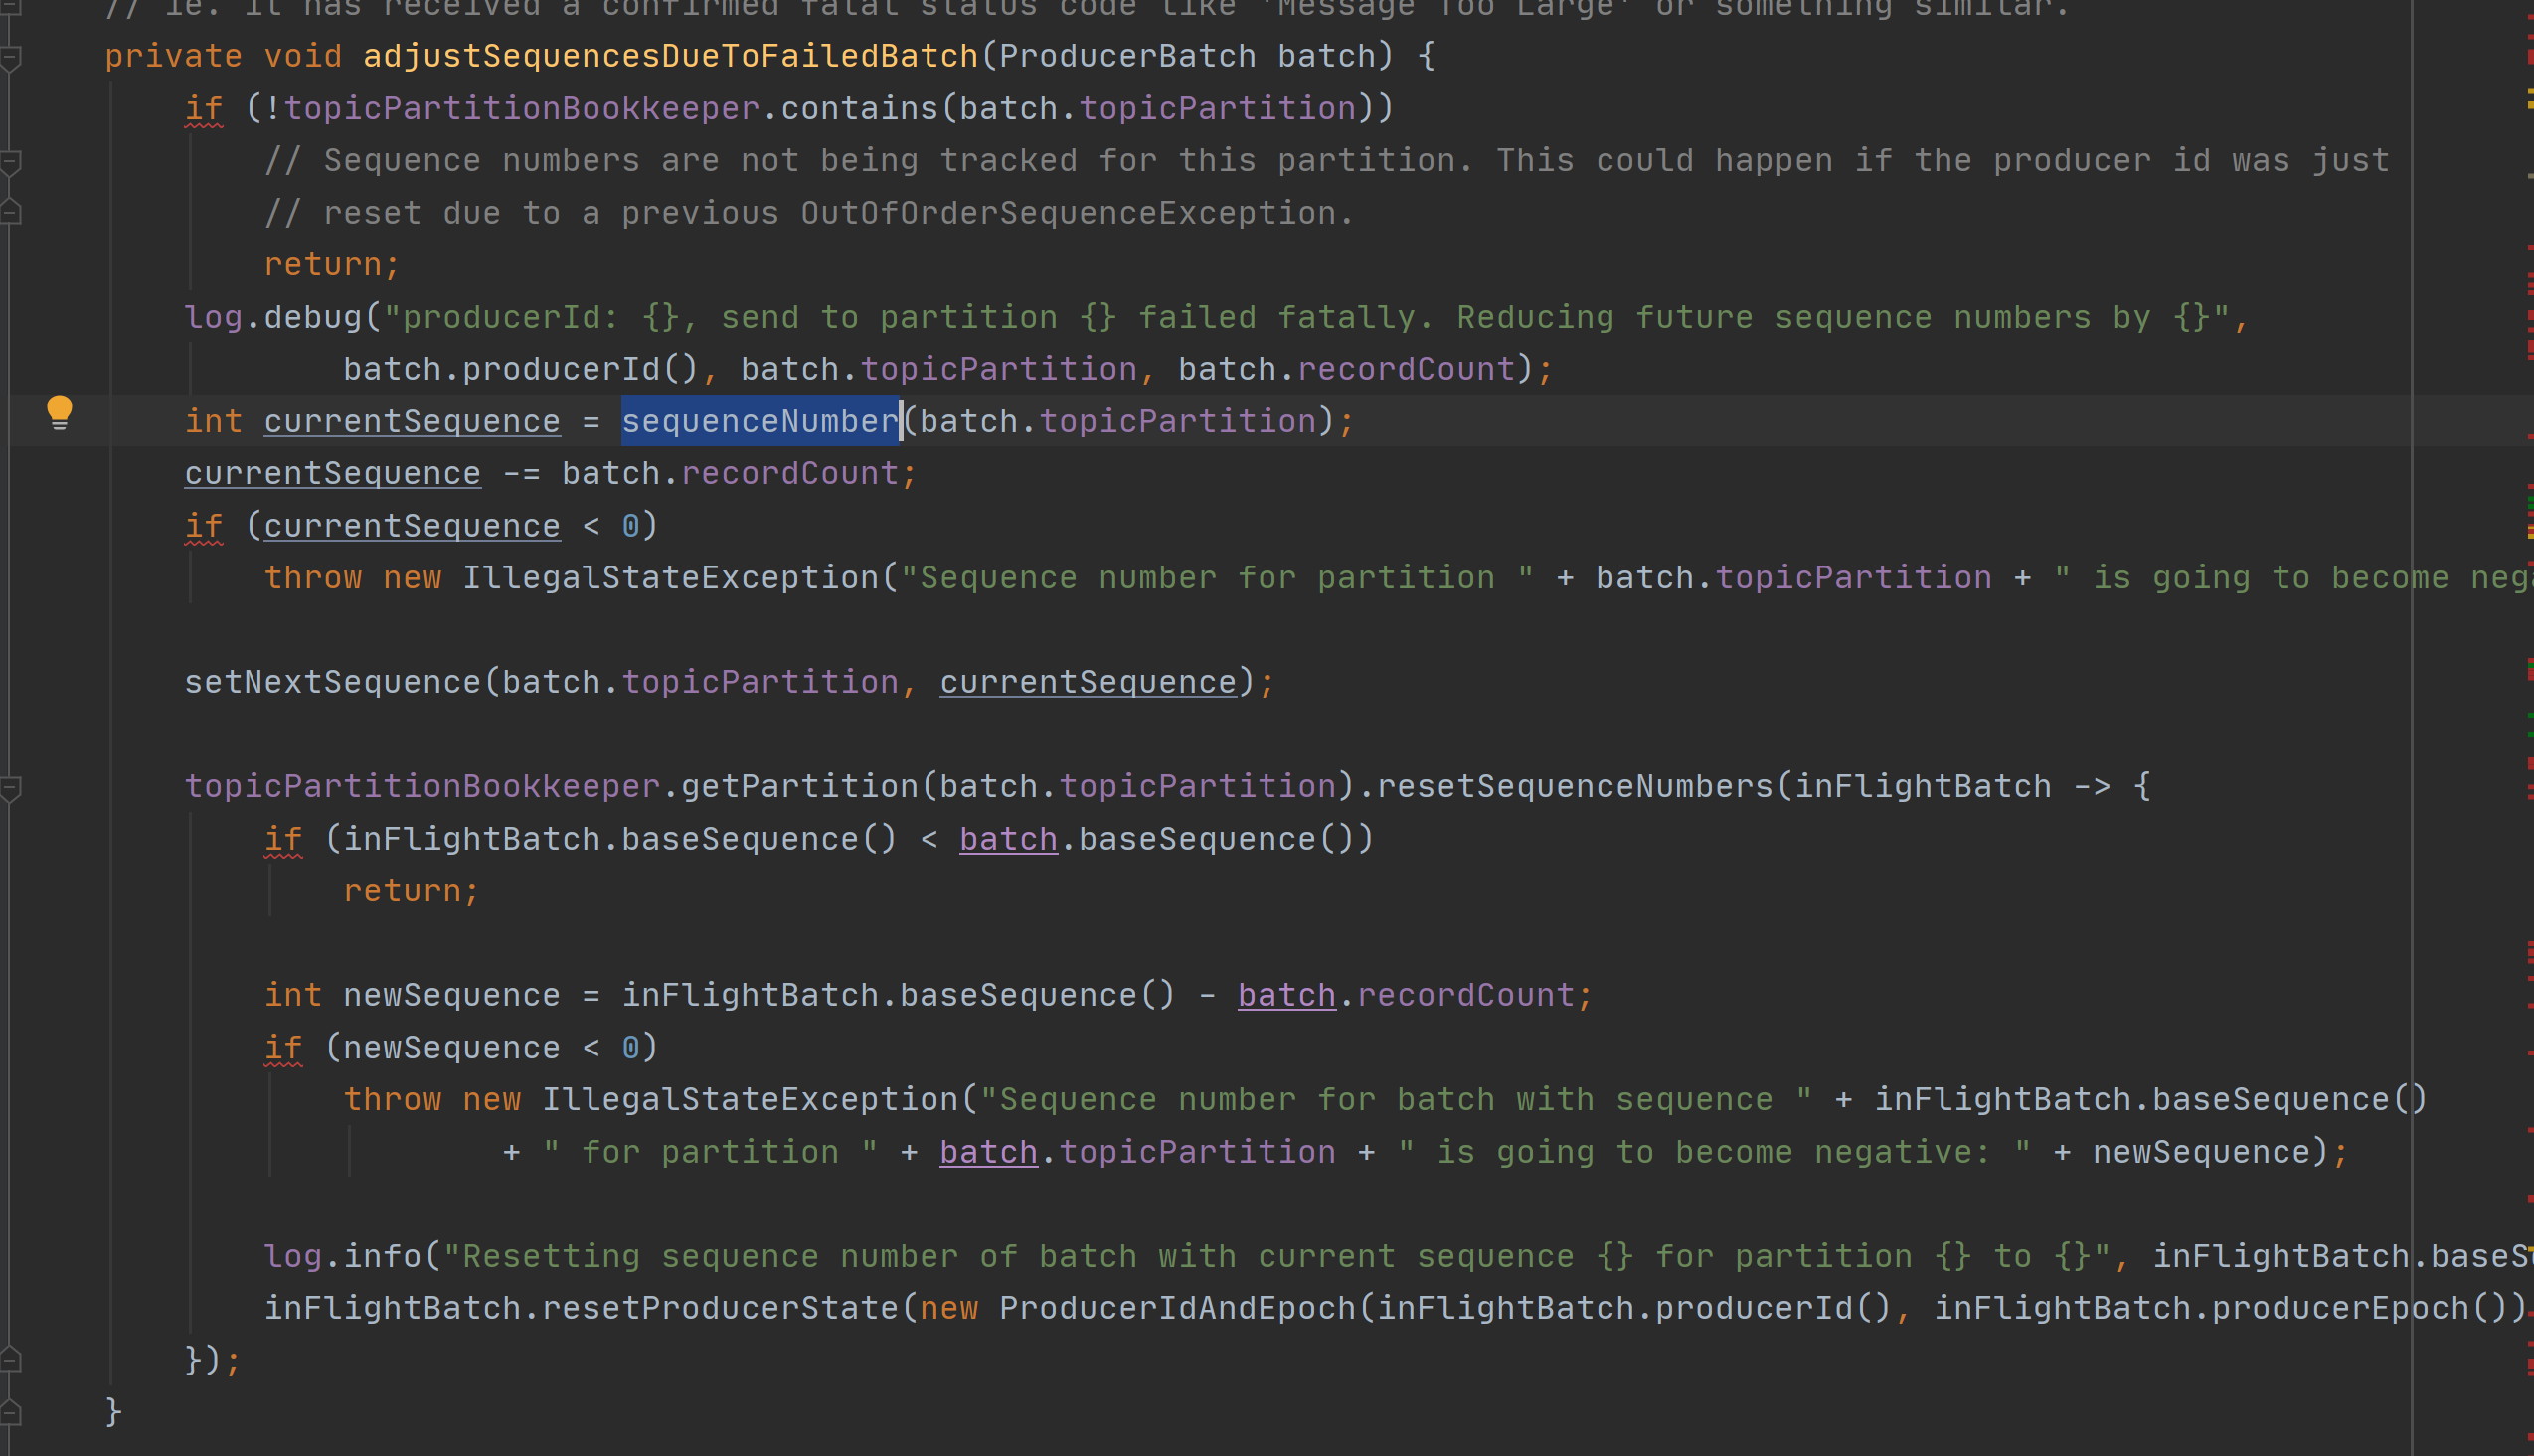 // ie. it has received a confirmed fatal status code like 'Message Too Large' or something similar.
private void adjustSequencesDueToFailedBatch(ProducerBatch batch) {
if (!topicPartitionBookkeeper.contains(batch.topicPartition))
// Sequence numbers are not being tracked for this partition. This could happen if the producer id was just
// reset due to a previous OutOfOrderSequenceException.
return;
log.debug("producerId: {}, send to partition {} failed fatally. Reducing future sequence numbers by {}",
batch.producerId(), batch.topicPartition, batch.recordCount);
int currentSequence = sequenceNumber(batch.topicPartition);
currentSequence -= batch.recordCount;
if (currentSequence < 0)
throw new IllegalStateException("Sequence number for partition " + batch.topicPartition + " is going to become nega
setNextSequence(batch.topicPartition, currentSequence);
topicPartitionBookkeeper.getPartition(batch.topicPartition).resetSequenceNumbers(inFlightBatch -> {
if (inFlightBatch.baseSequence() < batch.baseSequence())
return;
int newSequence = inFlightBatch.baseSequence() - batch.recordCount;
if (newSequence < 0)
throw new IllegalStateException("Sequence number for batch with sequence " + inFlightBatch.baseSequence()
+ " for partition " + batch.topicPartition + " is going to become negative: " + newSequence);
log.info("Resetting sequence number of batch with current sequence {} for partition {} to {}", inFlightBatch.baseS
inFlightBatch.resetProducerState(new ProducerIdAndEpoch(inFlightBatch.producerId(), inFlightBatch.producerEpoch())
});
}